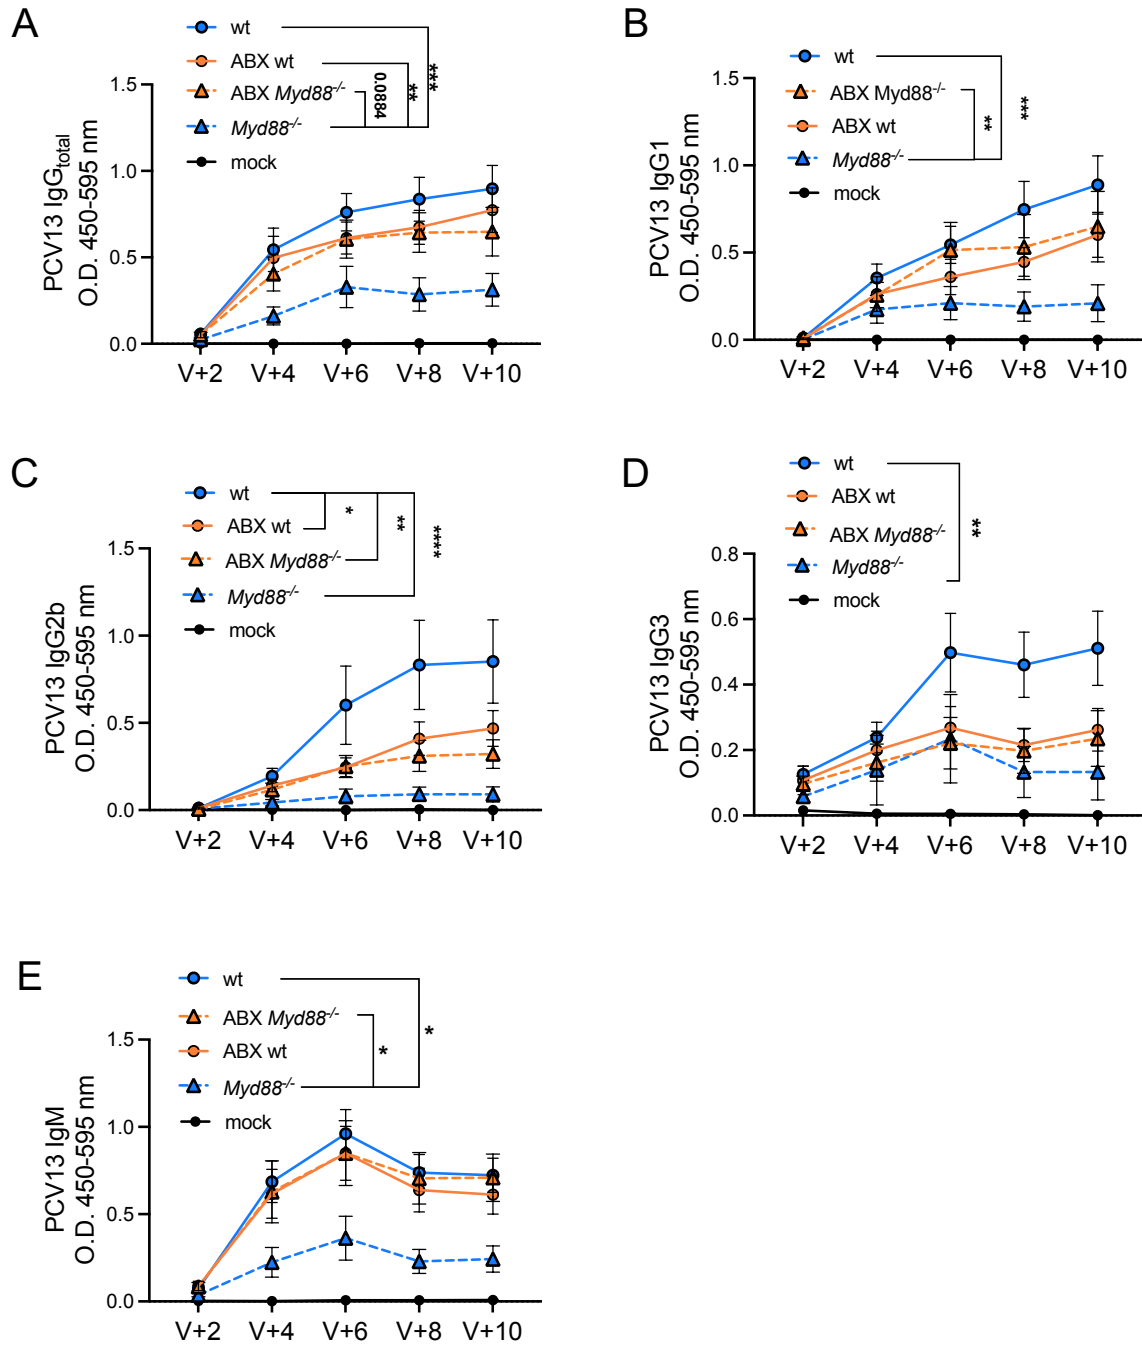 A
wt
ABX wt
ABX Myd88-/-
Myd88-/-
mock
0.0884
**
***
PCV13 IgGtotal
O.D. 450-595 nm
1.5
1.0
0.5
0.0
V+2 V+4 V+6 V+8 V+10
B
wt
ABX Myd88-/-
ABX wt
Myd88-/-
mock
**
***
PCV13 IgG1
O.D. 450-595 nm
1.5
1.0
0.5
0.0
V+2 V+4 V+6 V+8 V+10
C
wt
ABX wt
ABX Myd88-/-
Myd88-/-
mock
*
**
****
PCV13 IgG2b
O.D. 450-595 nm
1.5
1.0
0.5
0.0
V+2 V+4 V+6 V+8 V+10
D
wt
ABX wt
ABX Myd88-/-
Myd88-/-
mock
**
PCV13 IgG3
O.D. 450-595 nm
0.8
0.6
0.4
0.2
0.0
V+2 V+4 V+6 V+8 V+10
E
wt
ABX Myd88-/-
ABX wt
Myd88-/-
mock
*
*
PCV13 IgM
O.D. 450-595 nm
1.5
1.0
0.5
0.0
V+2 V+4 V+6 V+8 V+10